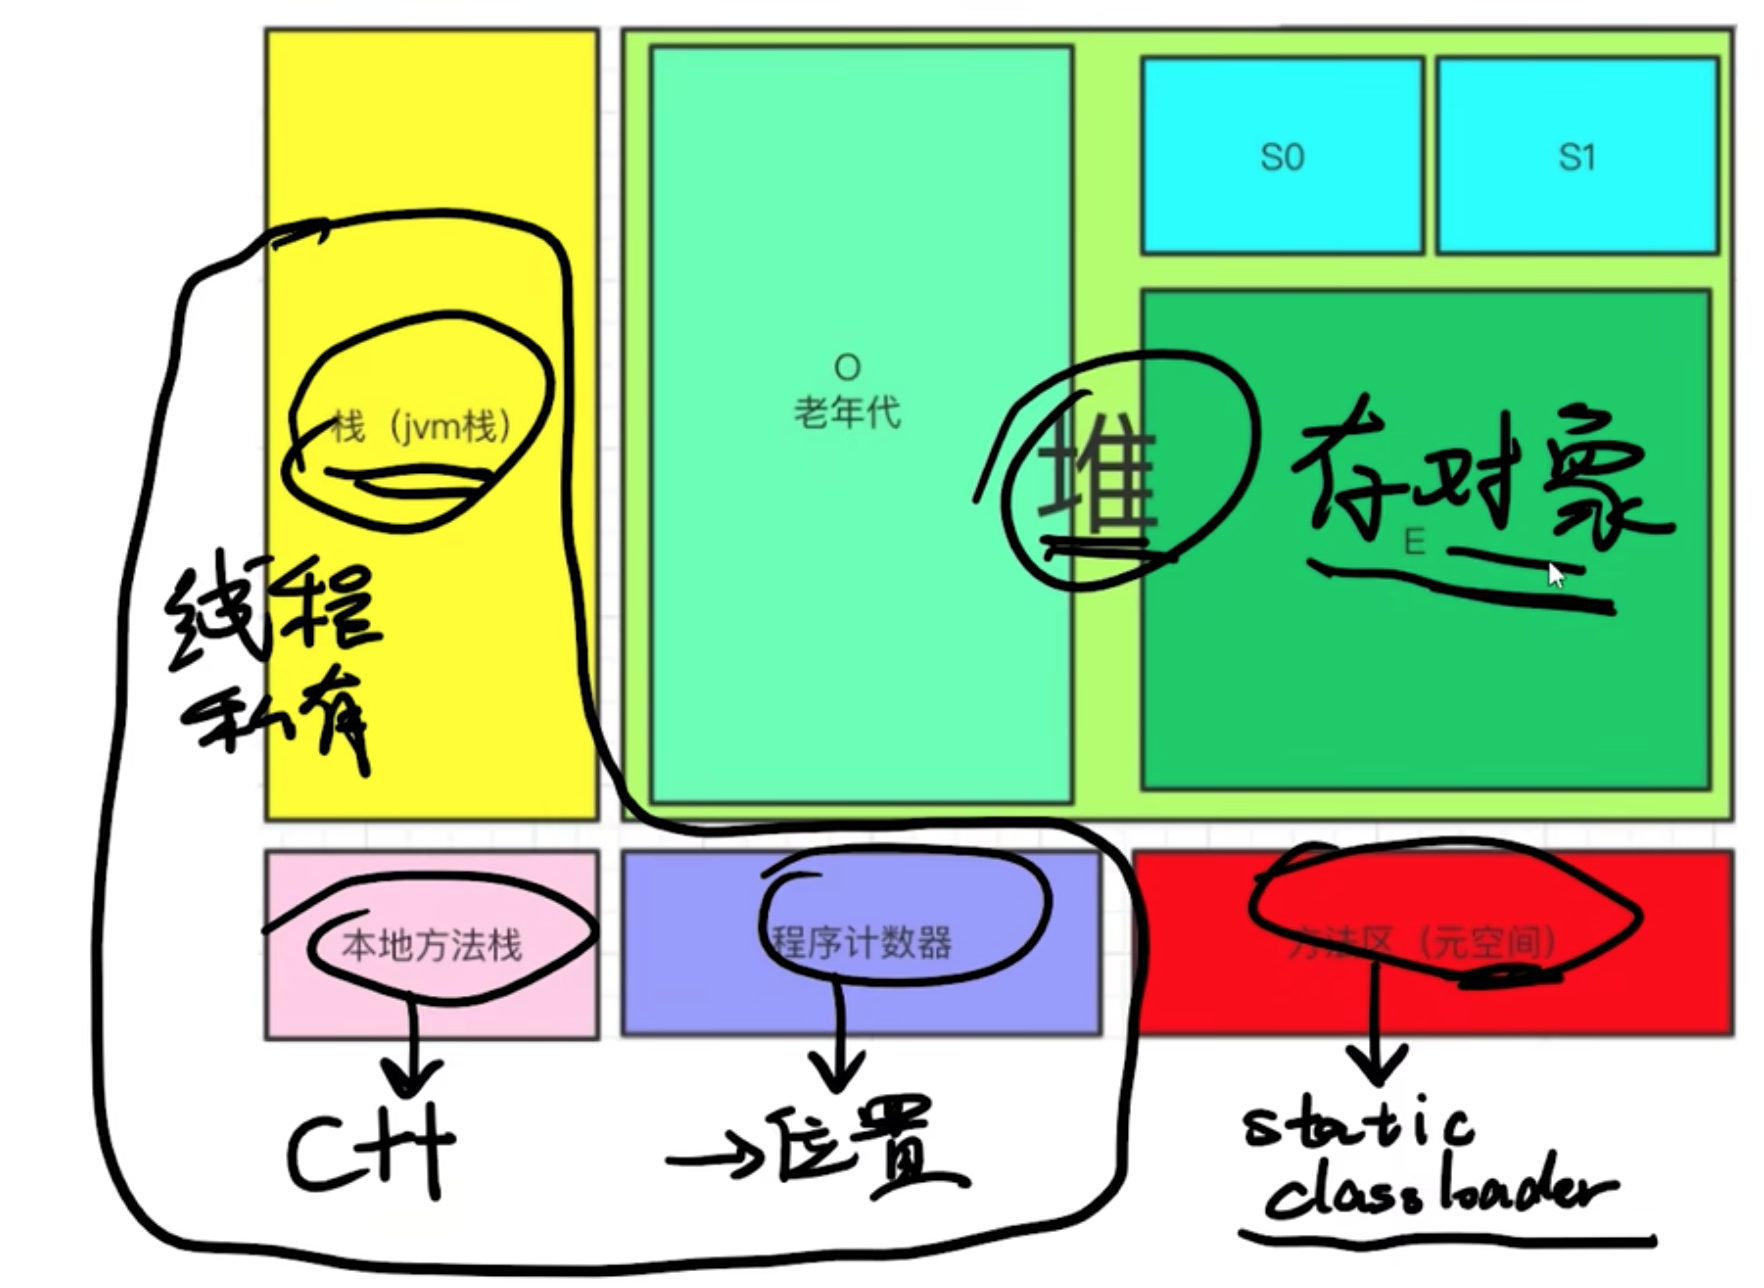 S0
S1
O
老年代
栈（jvm栈）
堆
存对象
E
线程
私有
本地方法栈
程序计数器
方法区（元空间）
C++
→位置
static
classloader